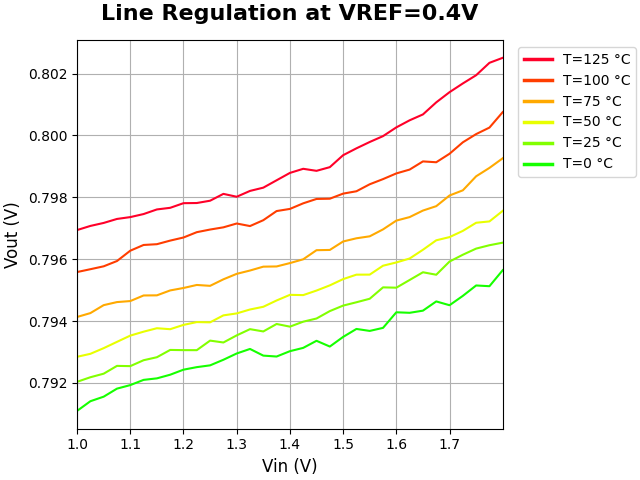 Line Regulation at VREF=0.4V
Vout (V)
0.802
0.800
0.798
0.796
0.794
0.792
1.0 1.1 1.2 1.3 1.4 1.5 1.6 1.7
Vin (V)
T=125 °C
T=100 °C
T=75 °C
T=50 °C
T=25 °C
T=0 °C